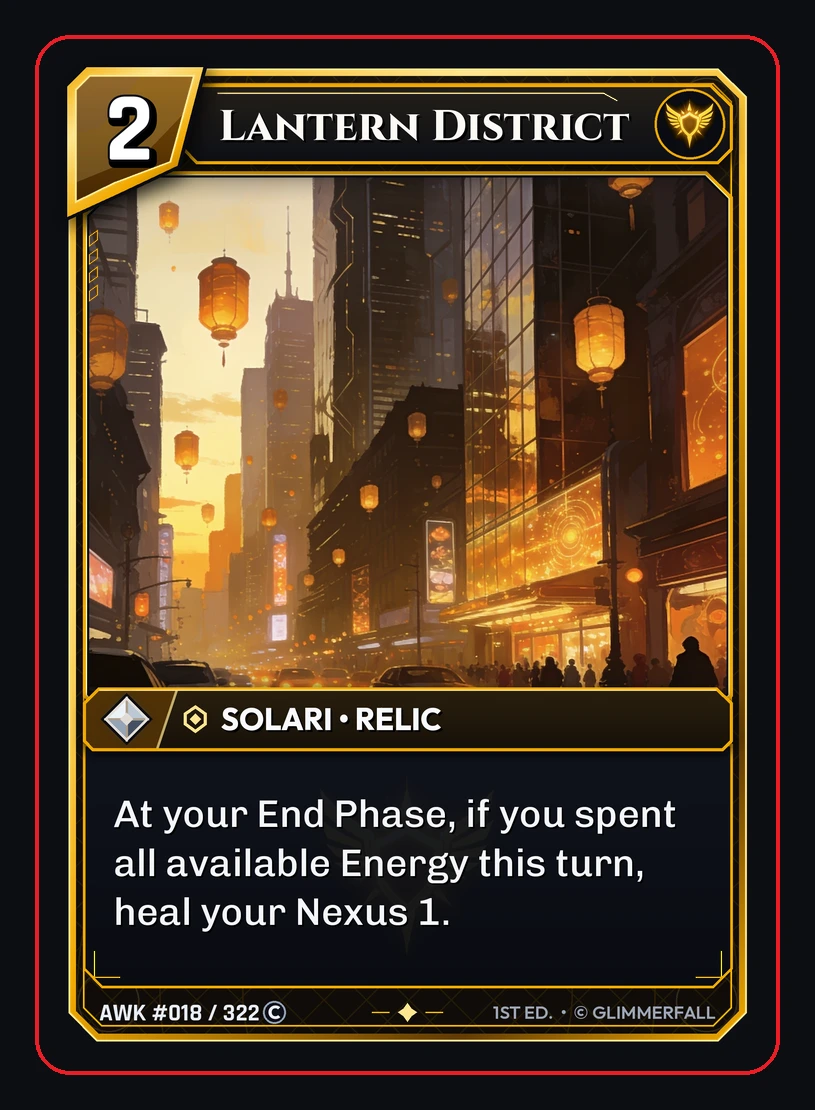 2
LANTERN DISTRICT
SOLARI • RELIC
At your End Phase, if you spent
all available Energy this turn,
heal your Nexus 1.
AWK #018 / 322 Ⓒ
1ST ED. • © GLIMMERFALL